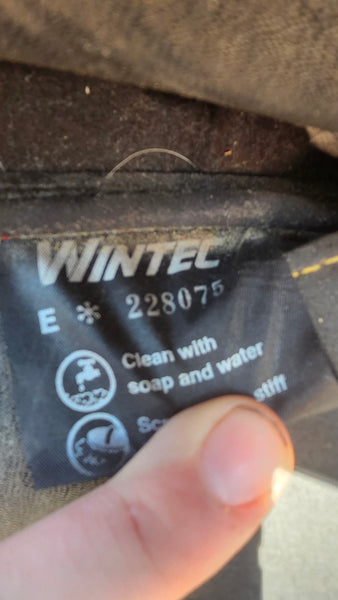 WINTEC
E * 228075
Clean with
soap and water
stiff